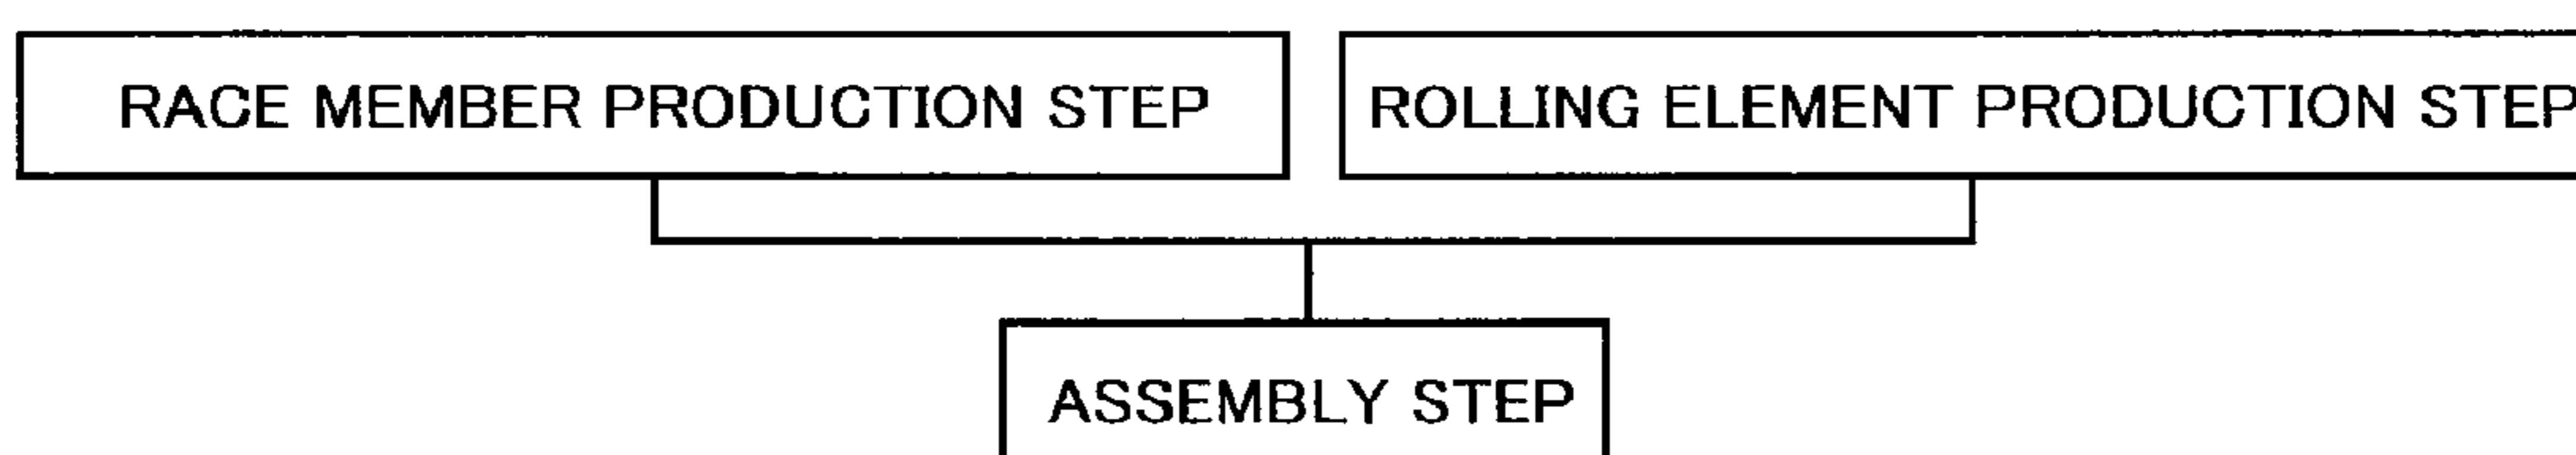 RACE MEMBER PRODUCTION STEP
ROLLING ELEMENT PRODUCTION STEP
ASSEMBLY STEP